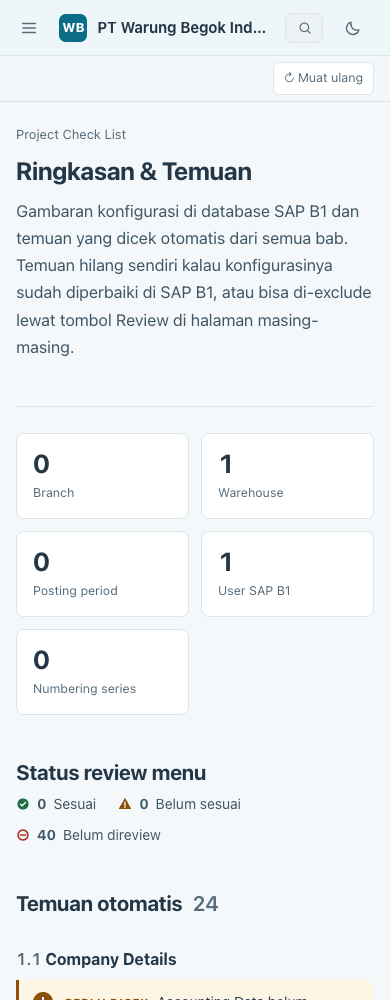 WB PT Warung Begok Ind...
Muat ulang
Project Check List
Ringkasan & Temuan
Gambaran konfigurasi di database SAP B1 dan
temuan yang dicek otomatis dari semua bab.
Temuan hilang sendiri kalau konfigurasinya
sudah diperbaiki di SAP B1, atau bisa di-exclude
lewat tombol Review di halaman masing-
masing.
0
Branch
1
Warehouse
0
Posting period
1
User SAP B1
0
Numbering series
Status review menu
0 Sesuai 0 Belum sesuai
40 Belum direview
Temuan otomatis 24
1.1 Company Details